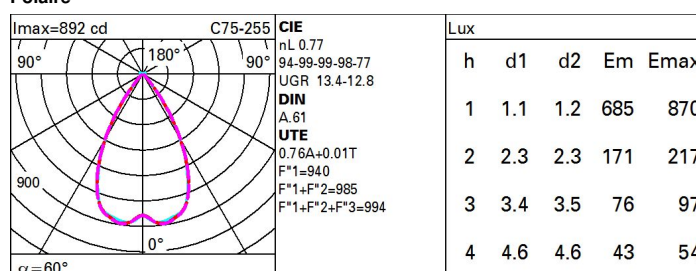 Polaire
Imax=892 cd C75-255
90° 180° 90°
900
0°
α=60°
CIE
nL 0.77
94-99-99-98-77
UGR 13.4-12.8
DIN
A.61
UTE
0.76A+0.01T
F"1=940
F"1+F"2=985
F"1+F"2+F"3=994
Lux
h d1 d2 Em Emax
1 1.1 1.2 685 870
2 2.3 2.3 171 217
3 3.4 3.5 76 97
4 4.6 4.6 43 54